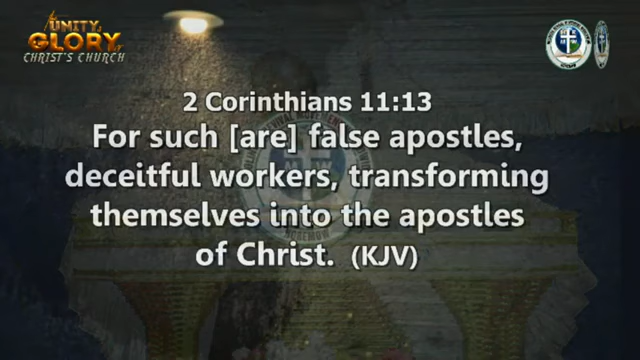 UNITY,
GLORY,
CHRIST'S CHURCH
2 Corinthians 11:13
For such [are] false apostles,
deceitful workers, transforming
themselves into the apostles
of Christ. (KJV)